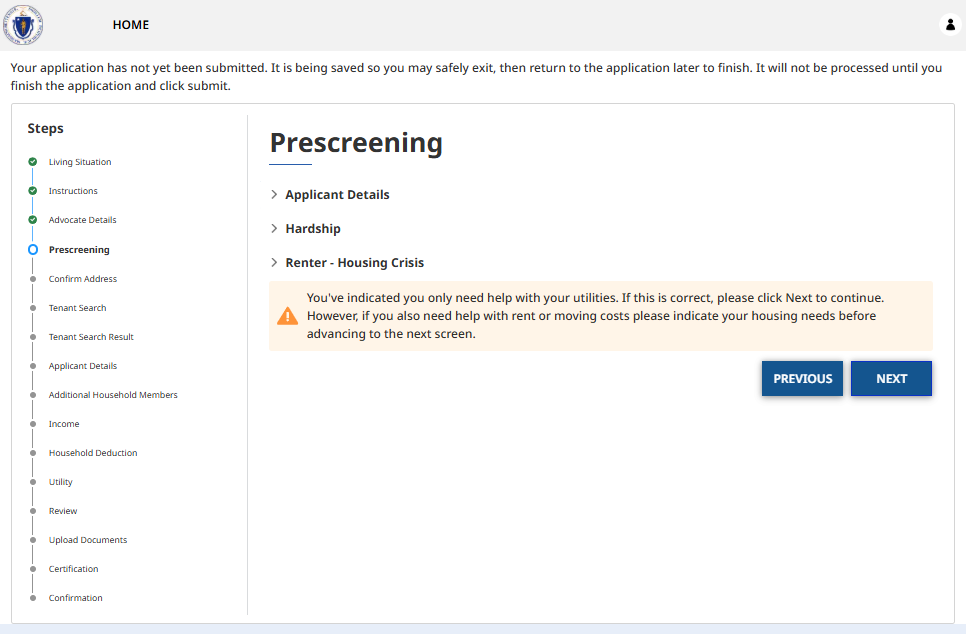 HOME
Your application has not yet been submitted. It is being saved so you may safely exit, then return to the application later to finish. It will not be processed until you
finish the application and click submit.
Steps
Living Situation
Instructions
Advocate Details
Prescreening
Confirm Address
Tenant Search
Tenant Search Result
Applicant Details
Additional Household Members
Income
Household Deduction
Utility
Review
Upload Documents
Certification
Confirmation
Prescreening
Applicant Details
Hardship
Renter - Housing Crisis
You've indicated you only need help with your utilities. If this is correct, please click Next to continue.
However, if you also need help with rent or moving costs please indicate your housing needs before
advancing to the next screen.
PREVIOUS
NEXT